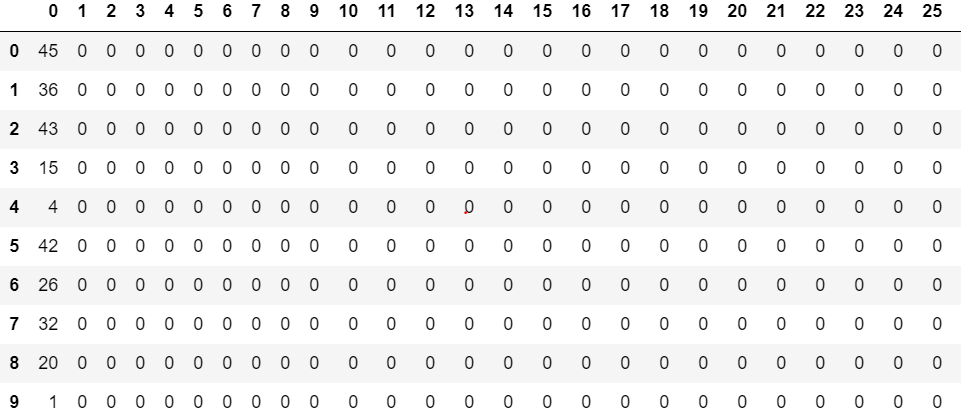 0 1 2 3 4 5 6 7 8 9 10 11 12 13 14 15 16 17 18 19 20 21 22 23 24 25
0 45 0 0 0 0 0 0 0 0 0 0 0 0 0 0 0 0 0 0 0 0 0 0 0 0 0
1 36 0 0 0 0 0 0 0 0 0 0 0 0 0 0 0 0 0 0 0 0 0 0 0 0 0
2 43 0 0 0 0 0 0 0 0 0 0 0 0 0 0 0 0 0 0 0 0 0 0 0 0 0
3 15 0 0 0 0 0 0 0 0 0 0 0 0 0 0 0 0 0 0 0 0 0 0 0 0 0
4 4 0 0 0 0 0 0 0 0 0 0 0 0 0 0 0 0 0 0 0 0 0 0 0 0 0
5 42 0 0 0 0 0 0 0 0 0 0 0 0 0 0 0 0 0 0 0 0 0 0 0 0 0
6 26 0 0 0 0 0 0 0 0 0 0 0 0 0 0 0 0 0 0 0 0 0 0 0 0 0
7 32 0 0 0 0 0 0 0 0 0 0 0 0 0 0 0 0 0 0 0 0 0 0 0 0 0
8 20 0 0 0 0 0 0 0 0 0 0 0 0 0 0 0 0 0 0 0 0 0 0 0 0 0
9 1 0 0 0 0 0 0 0 0 0 0 0 0 0 0 0 0 0 0 0 0 0 0 0 0 0